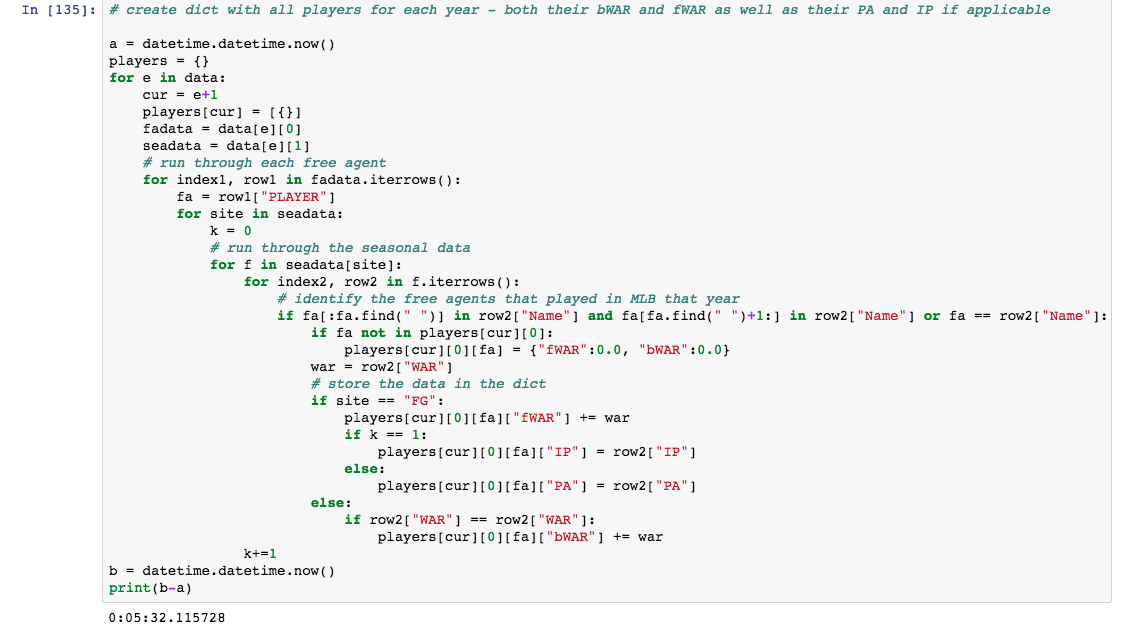 In [135]: # create dict with all players for each year - both their bWAR and fWAR as well as their PA and IP if applicable
a = datetime.datetime.now()
players = {}
for e in data:
    cur = e+1
    players[cur] = [{}]
    fadata = data[e][0]
    seadata = data[e][1]
    # run through each free agent
    for index1, row1 in fadata.iterrows():
        fa = row1["PLAYER"]
        for site in seadata:
            k = 0
            # run through the seasonal data
            for f in seadata[site]:
                for index2, row2 in f.iterrows():
                    # identify the free agents that played in MLB that year
                    if fa[:fa.find(" ")] in row2["Name"] and fa[fa.find(" ")+1:] in row2["Name"] or fa == row2["Name"]:
                        if fa not in players[cur][0]:
                            players[cur][0][fa] = {"fWAR":0.0, "bWAR":0.0}
                        war = row2["WAR"]
                        # store the data in the dict
                        if site == "FG":
                            players[cur][0][fa]["fWAR"] += war
                            if k == 1:
                                players[cur][0][fa]["IP"] = row2["IP"]
                            else:
                                players[cur][0][fa]["PA"] = row2["PA"]
                        else:
                            if row2["WAR"] == row2["WAR"]:
                                players[cur][0][fa]["bWAR"] += war
                k+=1
b = datetime.datetime.now()
print(b-a)
0:05:32.115728